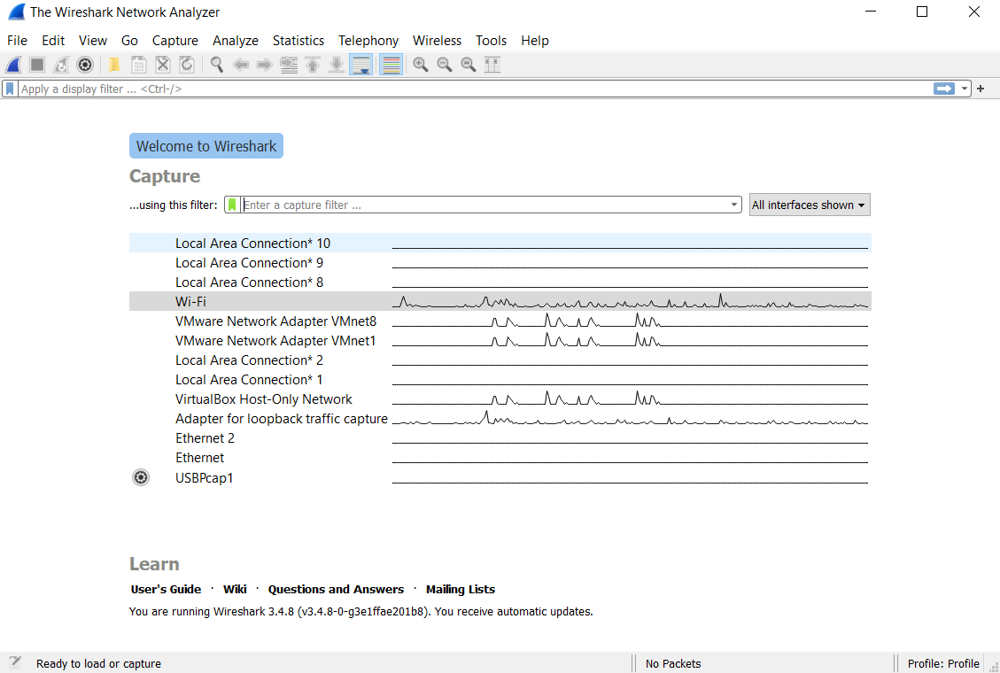 The Wireshark Network Analyzer
File Edit View Go Capture Analyze Statistics Telephony Wireless Tools Help
Apply a display filter ... <Ctrl-/>
Welcome to Wireshark
Capture
...using this filter: Enter a capture filter ... All interfaces shown
Local Area Connection* 10
Local Area Connection* 9
Local Area Connection* 8
Wi-Fi
VMware Network Adapter VMnet8
VMware Network Adapter VMnet1
Local Area Connection* 2
Local Area Connection* 1
VirtualBox Host-Only Network
Adapter for loopback traffic capture
Ethernet 2
Ethernet
USBPcap1
Learn
User's Guide · Wiki · Questions and Answers · Mailing Lists
You are running Wireshark 3.4.8 (v3.4.8-0-g3e1ffae201b8). You receive automatic updates.
Ready to load or capture No Packets Profile: Profile